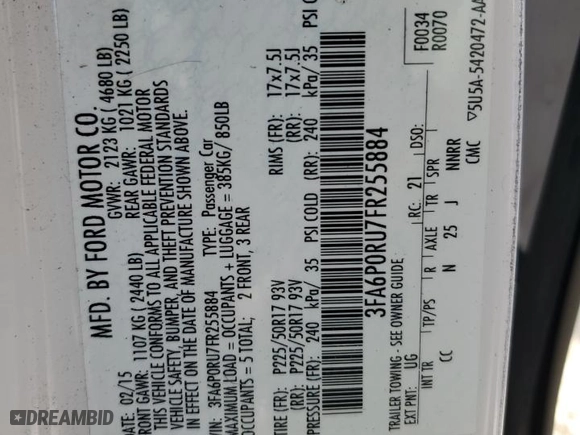 MFD. BY FORD MOTOR CO.
DATE: 02/15 GVWR: 2123 KG ( 4680 LB)
FRONT GAWR: 1107 KG ( 2440 LB) REAR GAWR: 1021 KG ( 2250 LB)
THIS VEHICLE CONFORMS TO ALL APPLICABLE FEDERAL MOTOR
VEHICLE SAFETY, BUMPER, AND THEFT PREVENTION STANDARDS
IN EFFECT ON THE DATE OF MANUFACTURE SHOWN ABOVE.
VIN: 3FA6P0RU7FR255884 TYPE: Passenger Car
MAXIMUM LOAD = OCCUPANTS + LUGGAGE = 385KG/ 850LB
OCCUPANTS = 5 TOTAL; 2 FRONT, 3 REAR
TIRE (FR): P225/50R17 93V RIMS (FR): 17x7.5J
(RR): P225/50R17 93V (RR): 17x7.5J
PRESSURE (FR): 240 kPa/ 35 PSI COLD (RR): 240 kPa/ 35 PSI
3FA6P0RU7FR255884
F0034
R0070
TRAILER TOWING - SEE OWNER GUIDE
EXT PNT: UG RC: 21 DSO:
INT TR TP/PS R AXLE TR SPR
CC N 25 J NNRR
CMC ▽5U5A-5420472-AA
AUTOBIDCARS